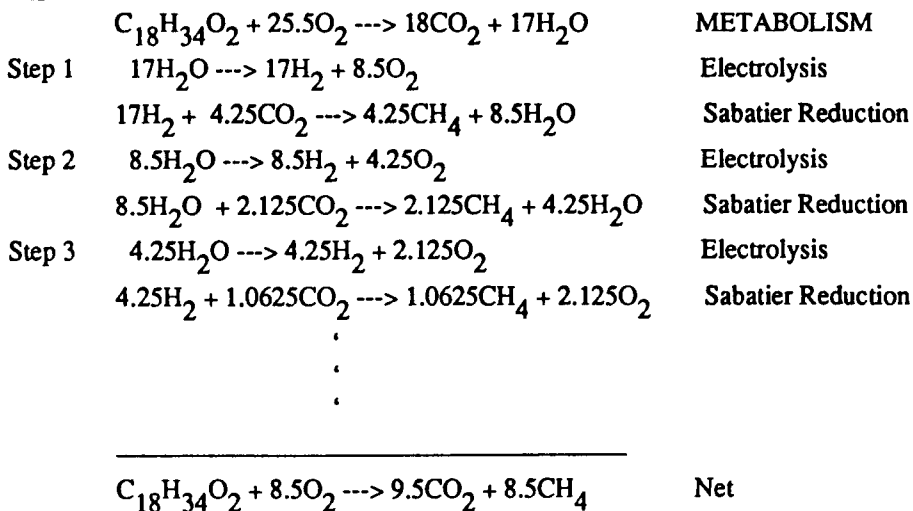 C18H34O2 + 25.5O2 ---> 18CO2 + 17H2O METABOLISM
Step 1 17H2O ---> 17H2 + 8.5O2 Electrolysis
17H2 + 4.25CO2 ---> 4.25CH4 + 8.5H2O Sabatier Reduction
Step 2 8.5H2O ---> 8.5H2 + 4.25O2 Electrolysis
8.5H2O + 2.125CO2 ---> 2.125CH4 + 4.25H2O Sabatier Reduction
Step 3 4.25H2O ---> 4.25H2 + 2.125O2 Electrolysis
4.25H2 + 1.0625CO2 ---> 1.0625CH4 + 2.125O2 Sabatier Reduction
‘
‘
‘
C18H34O2 + 8.5O2 ---> 9.5CO2 + 8.5CH4 Net